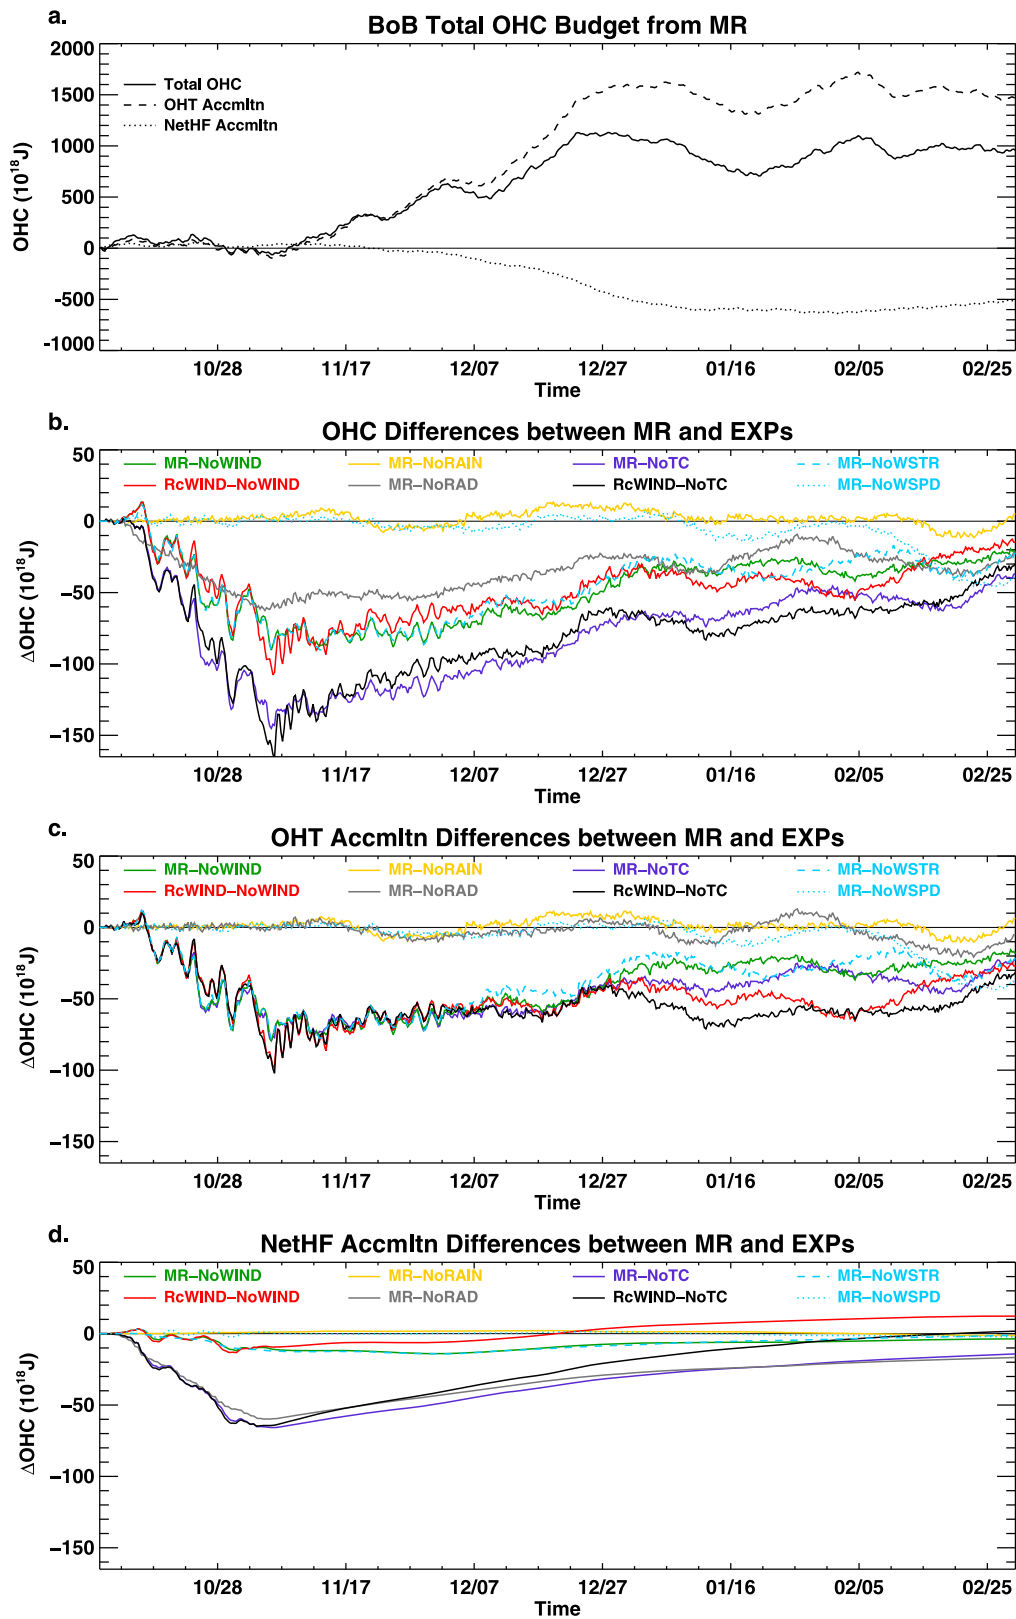 a.
BoB Total OHC Budget from MR
2000
1500
1000
500
0
-500
-1000
OHC (10^18J)
Total OHC
OHT Accmltn
NetHF Accmltn
10/28 11/17 12/07 12/27 01/16 02/05 02/25
Time
b.
OHC Differences between MR and EXPs
50
0
−50
−100
−150
ΔOHC (10^18J)
MR−NoWIND MR−NoRAIN MR−NoTC MR−NoWSTR
RcWIND−NoWIND MR−NoRAD RcWIND−NoTC MR−NoWSPD
10/28 11/17 12/07 12/27 01/16 02/05 02/25
Time
c.
OHT Accmltn Differences between MR and EXPs
50
0
−50
−100
−150
ΔOHC (10^18J)
MR−NoWIND MR−NoRAIN MR−NoTC MR−NoWSTR
RcWIND−NoWIND MR−NoRAD RcWIND−NoTC MR−NoWSPD
10/28 11/17 12/07 12/27 01/16 02/05 02/25
Time
d.
NetHF Accmltn Differences between MR and EXPs
50
0
−50
−100
−150
ΔOHC (10^18J)
MR−NoWIND MR−NoRAIN MR−NoTC MR−NoWSTR
RcWIND−NoWIND MR−NoRAD RcWIND−NoTC MR−NoWSPD
10/28 11/17 12/07 12/27 01/16 02/05 02/25
Time